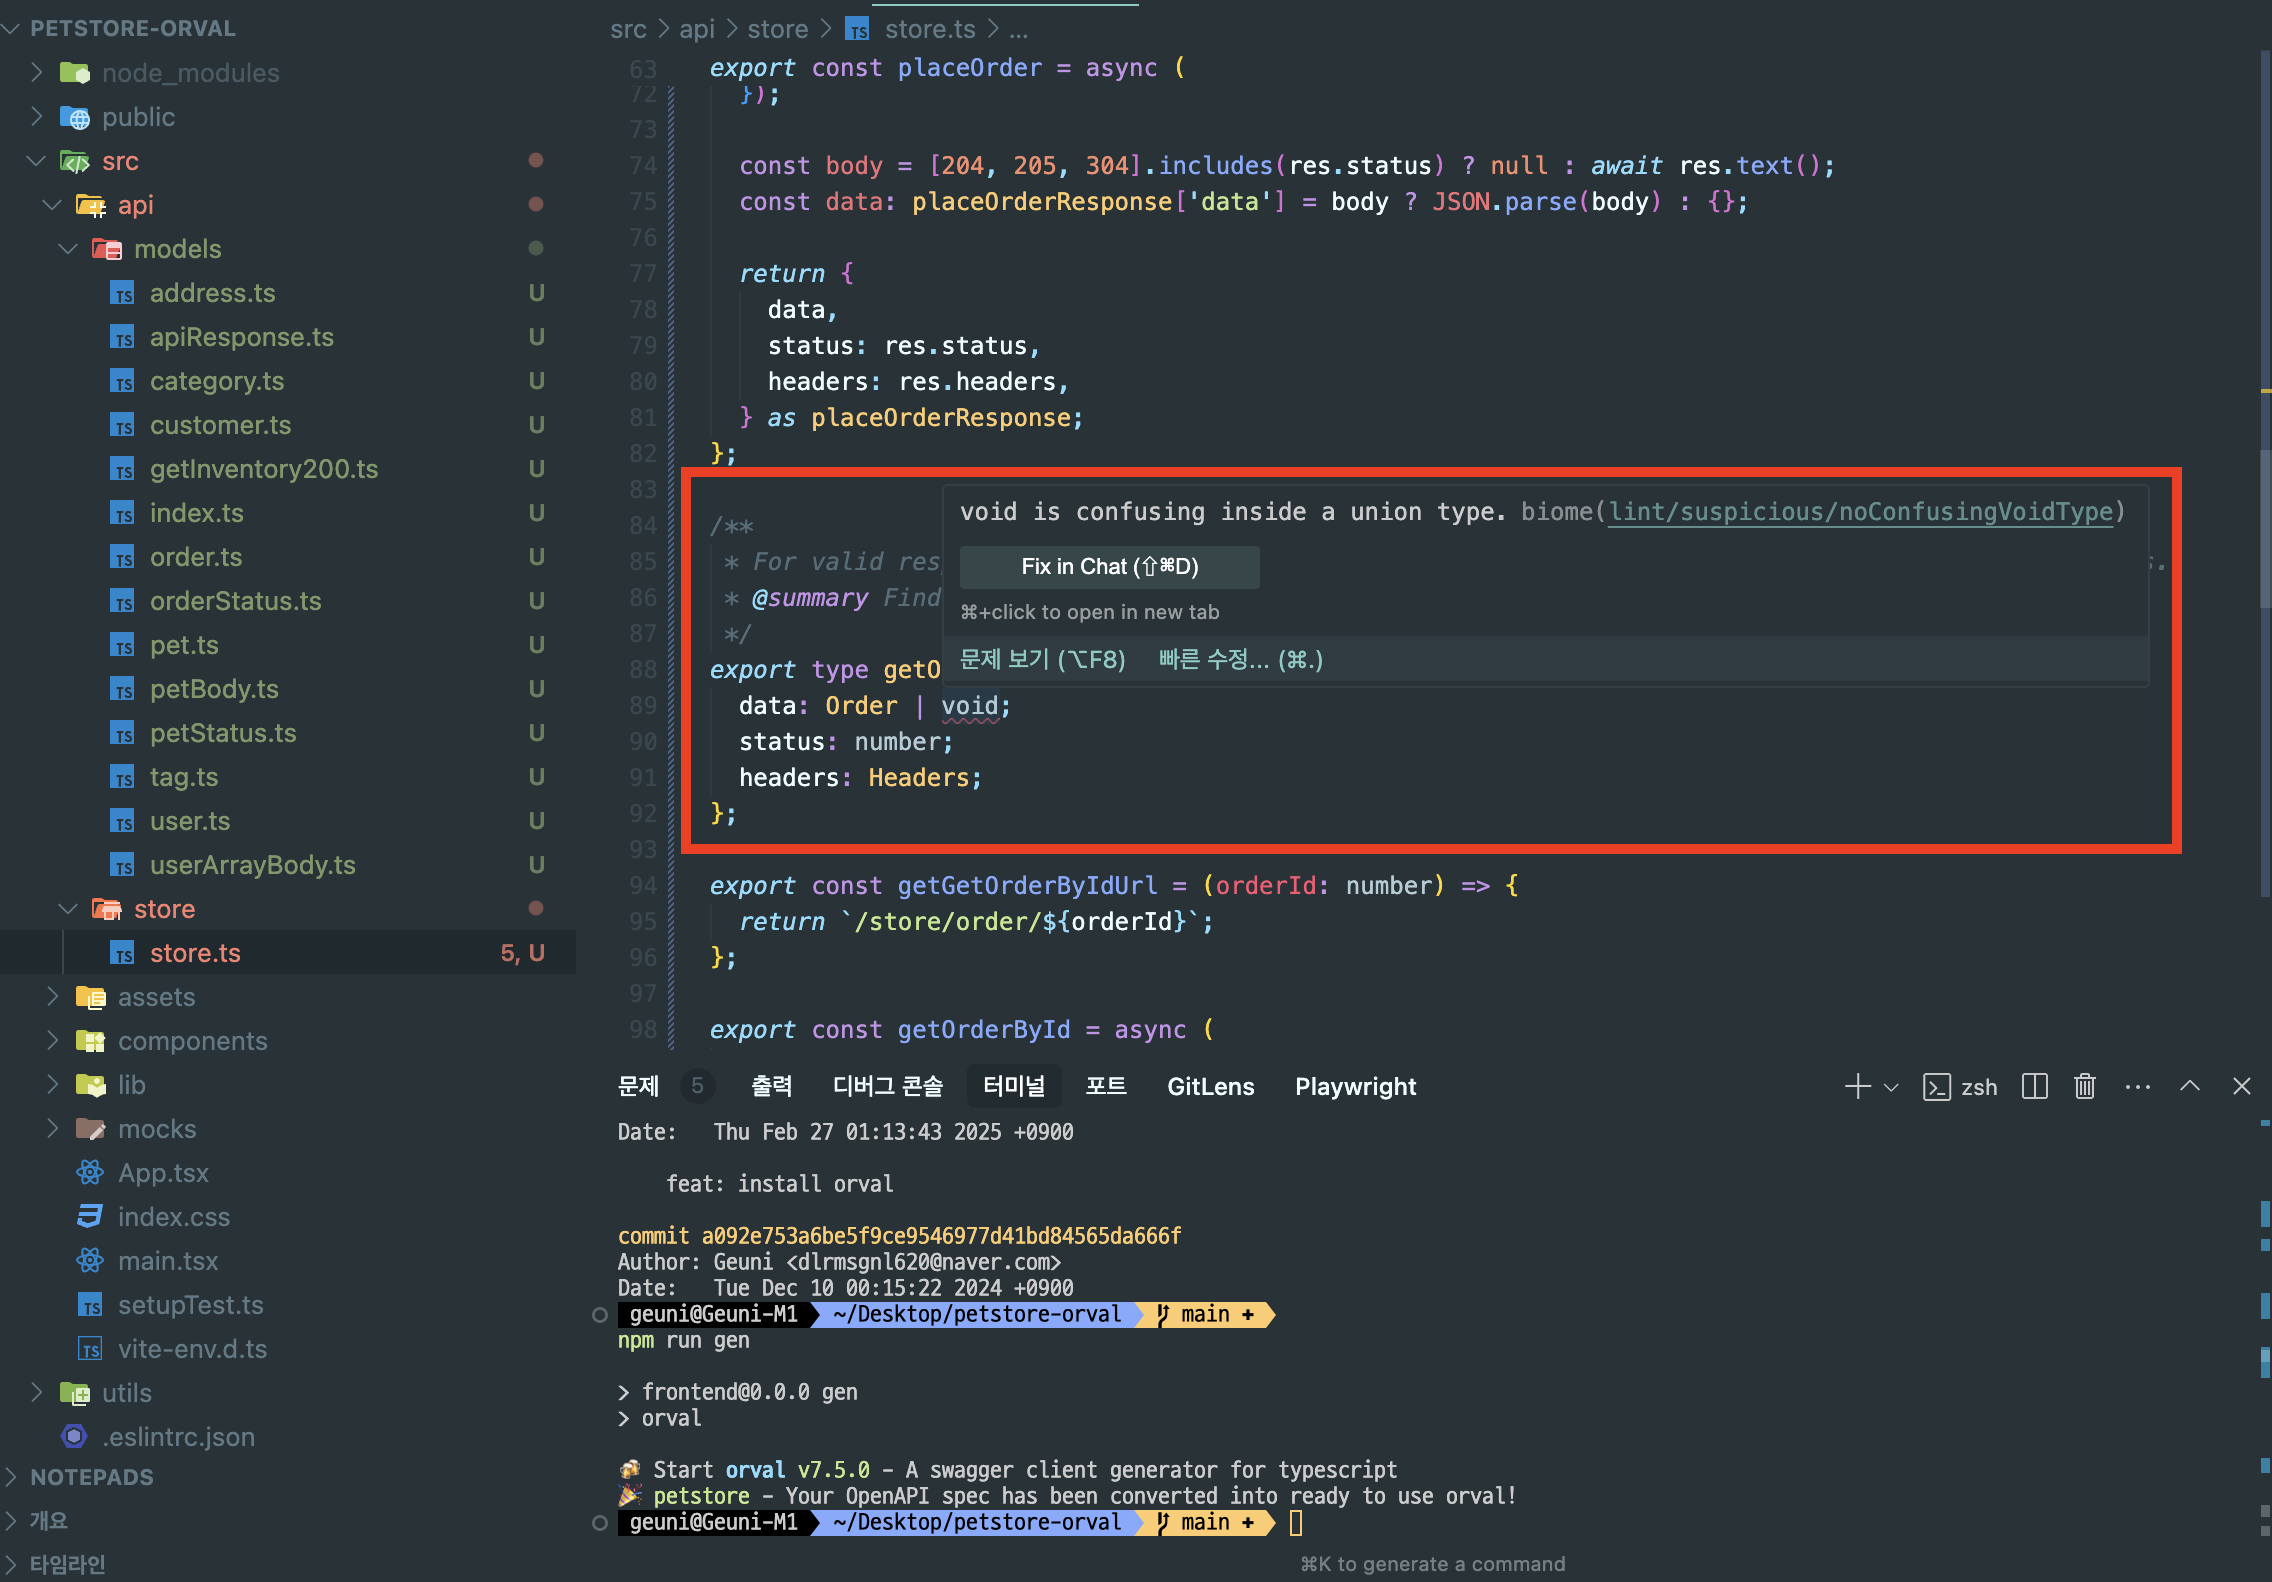 PETSTORE-ORVAL
node_modules
public
src
api
models
address.ts U
apiResponse.ts U
category.ts U
customer.ts U
getInventory200.ts U
index.ts U
order.ts U
orderStatus.ts U
pet.ts U
petBody.ts U
petStatus.ts U
tag.ts U
user.ts U
userArrayBody.ts U
store
store.ts 5, U
assets
components
lib
mocks
App.tsx
index.css
main.tsx
setupTest.ts
vite-env.d.ts
utils
.eslintrc.json
NOTEPADS
개요
타임라인
src > api > store > TS store.ts > ...
63 export const placeOrder = async (
72 });
73
74 const body = [204, 205, 304].includes(res.status) ? null : await res.text();
75 const data: placeOrderResponse['data'] = body ? JSON.parse(body) : {};
76
77 return {
78 data,
79 status: res.status,
80 headers: res.headers,
81 } as placeOrderResponse;
82 };
83
84 /**
85 * For valid res
86 * @summary Find
87 */
88 export type getO
89 data: Order | void;
90 status: number;
91 headers: Headers;
92 };
93
94 export const getGetOrderByIdUrl = (orderId: number) => {
95 return `/store/order/${orderId}`;
96 };
97
98 export const getOrderById = async (
void is confusing inside a union type. biome(lint/suspicious/noConfusingVoidType)
Fix in Chat (⇧⌘D)
⌘+click to open in new tab
문제 보기 (⌥F8) 빠른 수정... (⌘.)
문제 5 출력 디버그 콘솔 터미널 포트 GitLens Playwright zsh
Date: Thu Feb 27 01:13:43 2025 +0900
feat: install orval
commit a092e753a6be5f9ce9546977d41bd84565da666f
Author: Geuni <dlrmsgnl620@naver.com>
Date: Tue Dec 10 00:15:22 2024 +0900
geuni@Geuni-M1 ~/Desktop/petstore-orval main +
npm run gen
> frontend@0.0.0 gen
> orval
🍻 Start orval v7.5.0 - A swagger client generator for typescript
🎉 petstore - Your OpenAPI spec has been converted into ready to use orval!
geuni@Geuni-M1 ~/Desktop/petstore-orval main +
⌘K to generate a command